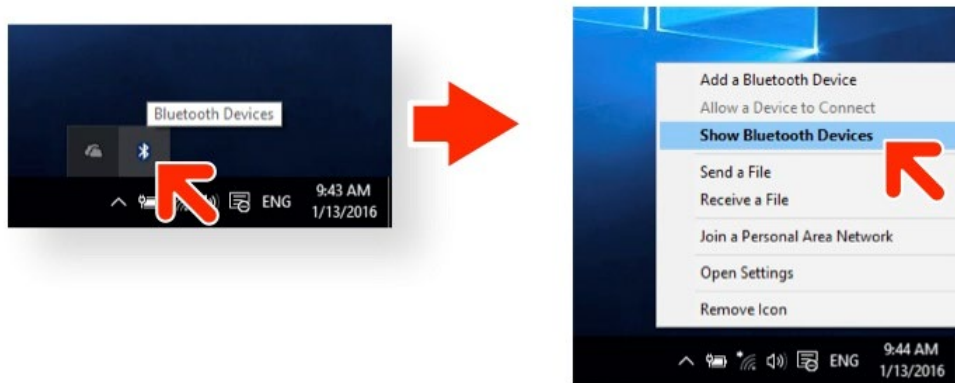 Bluetooth Devices
ENG
9:43 AM
1/13/2016
Add a Bluetooth Device
Allow a Device to Connect
Show Bluetooth Devices
Send a File
Receive a File
Join a Personal Area Network
Open Settings
Remove Icon
ENG
9:44 AM
1/13/2016